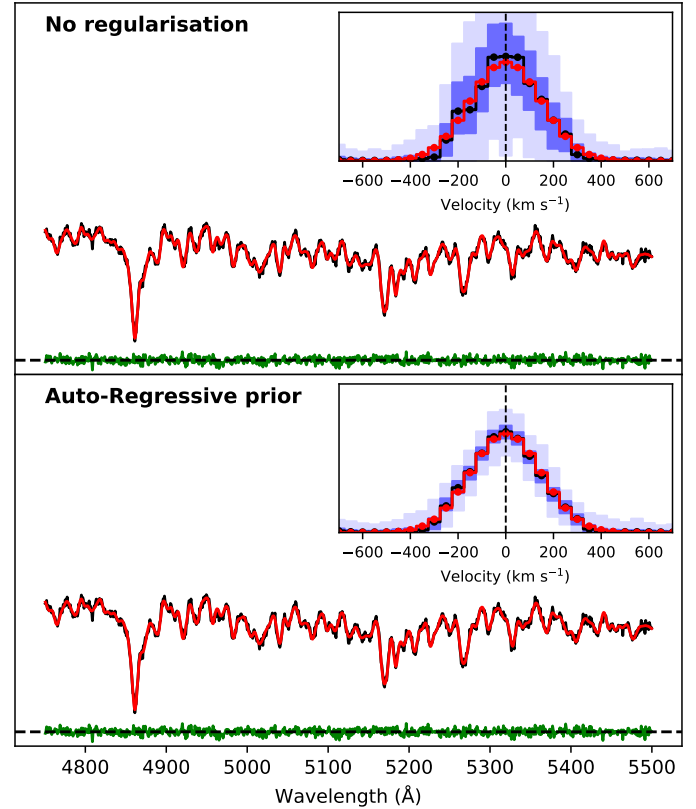 No regularisation
−600 −400 −200 0 200 400 600
Velocity (km s⁻¹)
Auto-Regressive prior
−600 −400 −200 0 200 400 600
Velocity (km s⁻¹)
4800 4900 5000 5100 5200 5300 5400 5500
Wavelength (Å)